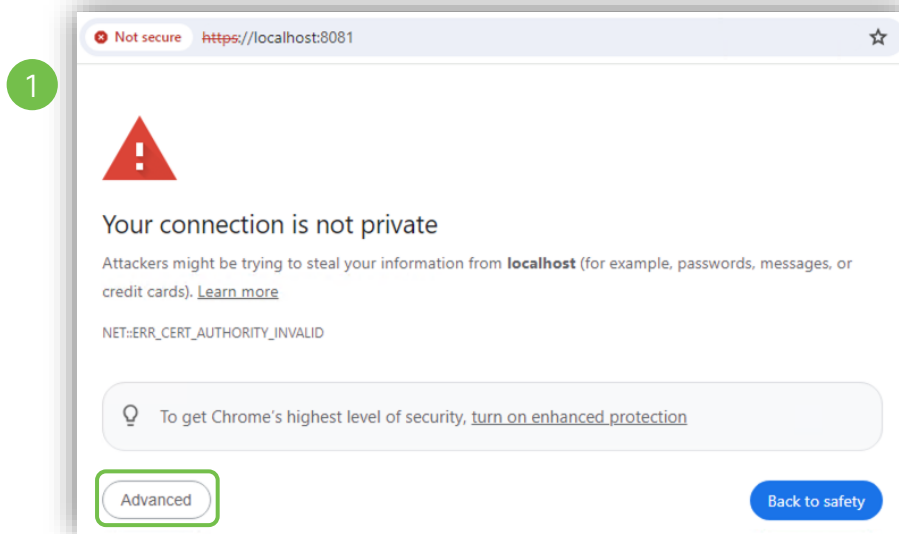 Not secure https://localhost:8081
1
Your connection is not private
Attackers might be trying to steal your information from localhost (for example, passwords, messages, or
credit cards). Learn more
NET::ERR_CERT_AUTHORITY_INVALID
To get Chrome's highest level of security, turn on enhanced protection
Advanced
Back to safety